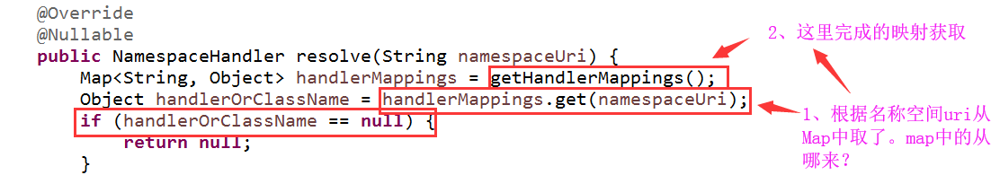 @Override
@Nullable
public NamespaceHandler resolve(String namespaceUri) {
Map<String, Object> handlerMappings = getHandlerMappings();
Object handlerOrClassName = handlerMappings.get(namespaceUri);
if (handlerOrClassName == null) {
return null;
}
2、这里完成的映射获取
1、根据名称空间uri从
Map中取了。map中的从
哪来?